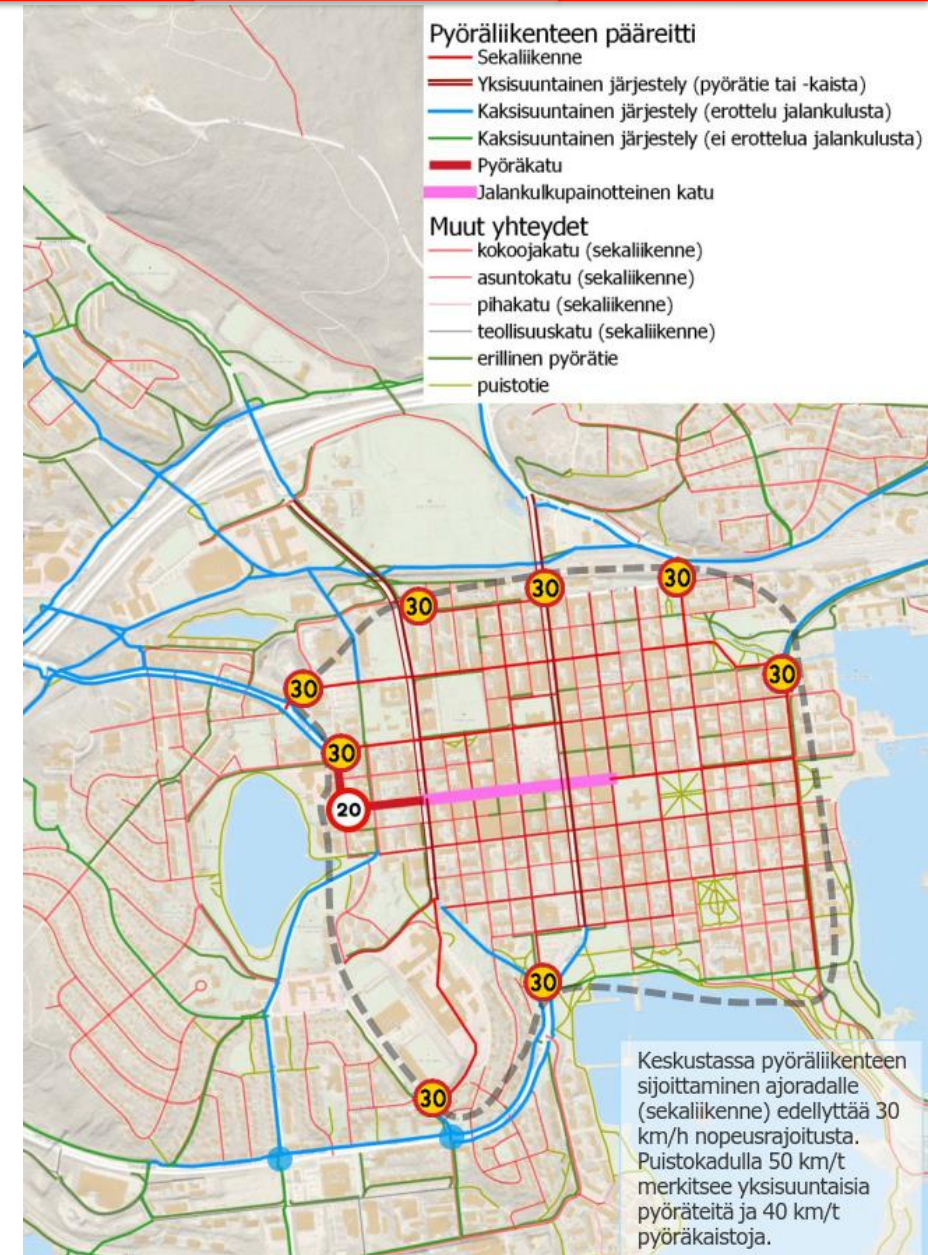 Pyöräliikenteen pääreitti
Sekaliikenne
Yksisuuntainen järjestely (pyörätie tai -kaista)
Kaksisuuntainen järjestely (erottelu jalankulusta)
Kaksisuuntainen järjestely (ei erottelua jalankulusta)
Pyöräkatu
Jalankulkupainotteinen katu
Muut yhteydet
kokoojakatu (sekaliikenne)
asuntokatu (sekaliikenne)
pihakatu (sekaliikenne)
teollisuuskatu (sekaliikenne)
erillinen pyörätie
puistotie
30
30
30
30
30
30
20
30
30
Keskustassa pyöräliikenteen
sijoittaminen ajoradalle
(sekaliikenne) edellyttää 30
km/h nopeusrajoitusta.
Puistokadulla 50 km/t
merkitsee yksisuuntaisia
pyöräteitä ja 40 km/t
pyöräkaistoja.